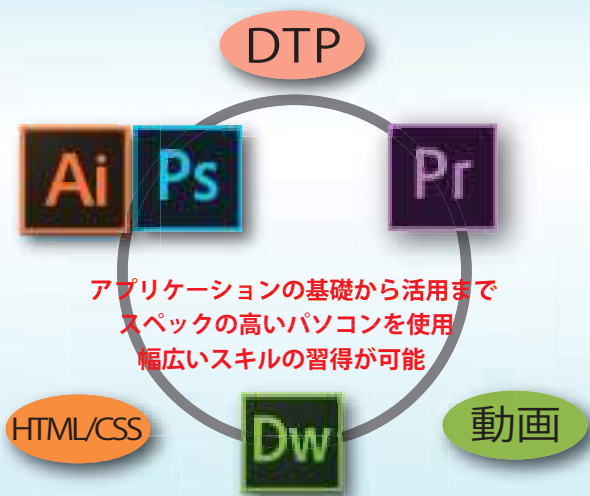 DTP
Ai
Ps
Pr
アプリケーションの基礎から活用まで
スペックの高いパソコンを使用
幅広いスキルの習得が可能
HTML/CSS
Dw
動画